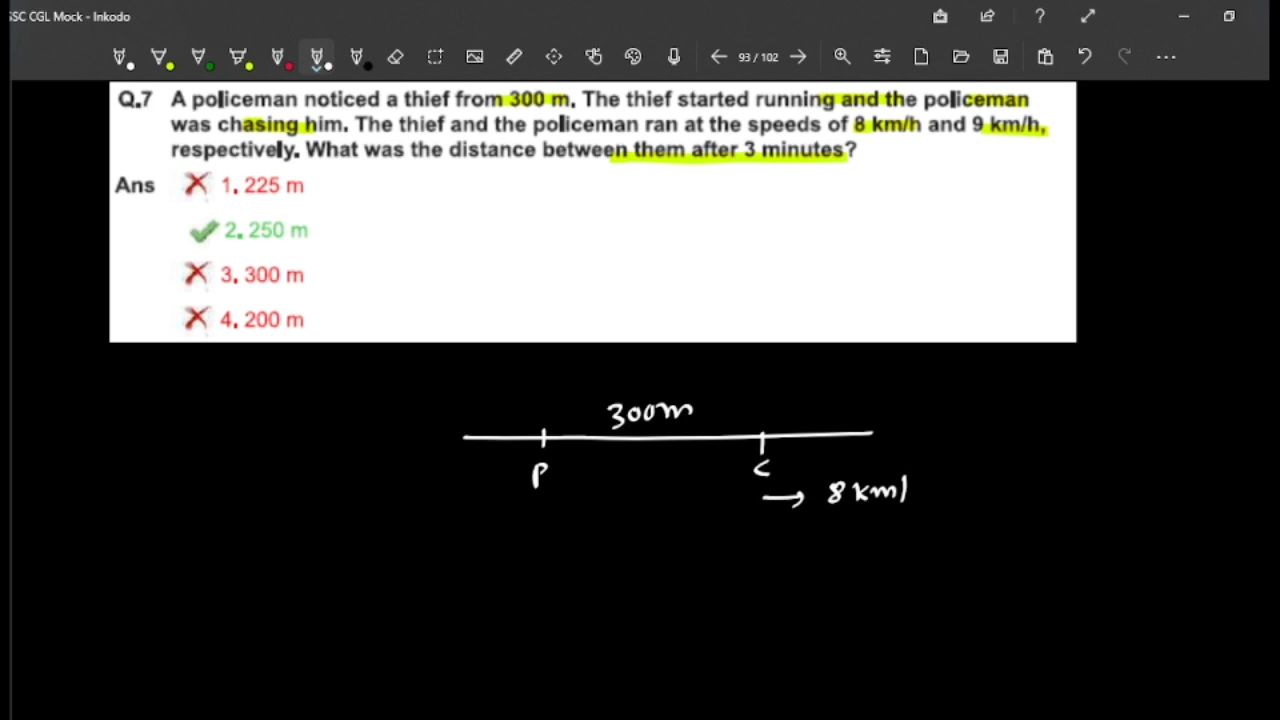 SSC CGL Mock - Inkodo
93 / 102
Q.7 A policeman noticed a thief from 300 m. The thief started running and the policeman
was chasing him. The thief and the policeman ran at the speeds of 8 km/h and 9 km/h,
respectively. What was the distance between them after 3 minutes?
Ans 1. 225 m
2. 250 m
3. 300 m
4. 200 m
300m
P C
→ 8 km/